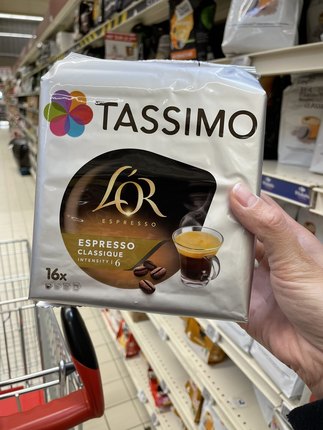 TASSIMO
L'OR
ESPRESSO
ESPRESSO
CLASSIQUE
INTENSITY | 6
16x